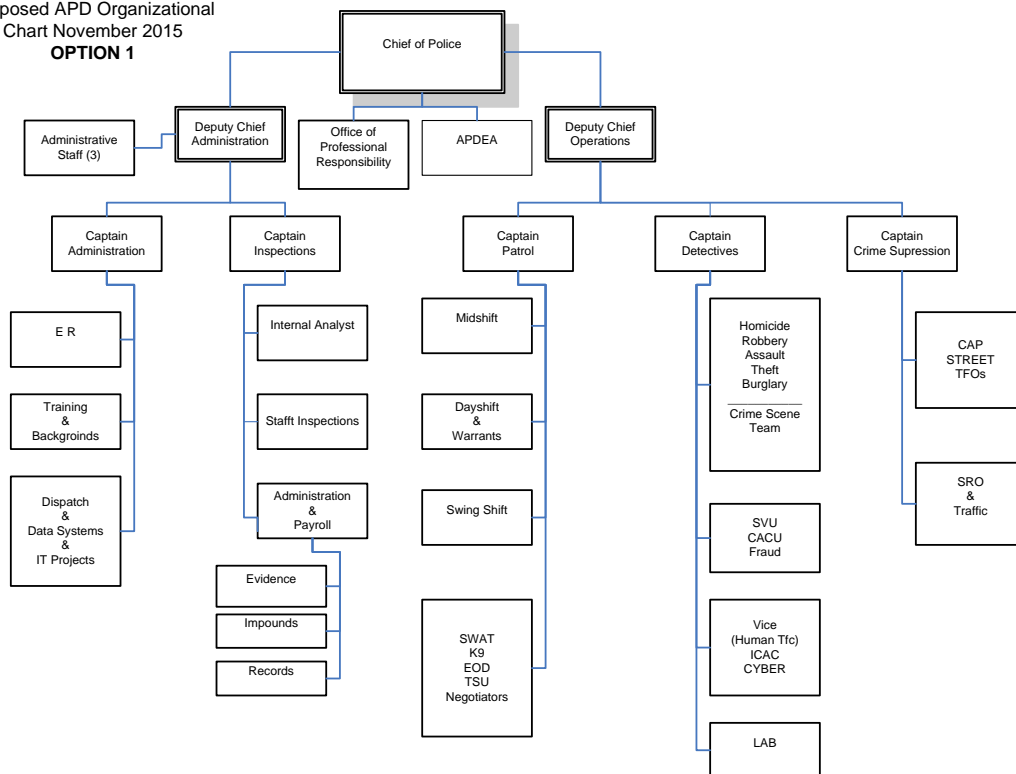 posed APD Organizational
Chart November 2015
OPTION 1
Chief of Police
Administrative
Staff (3)
Deputy Chief
Administration
Office of
Professional
Responsibility
APDEA
Deputy Chief
Operations
Captain
Administration
Captain
Inspections
Captain
Patrol
Captain
Detectives
Captain
Crime Supression
E R
Training
&
Backgroinds
Dispatch
&
Data Systems
&
IT Projects
Internal Analyst
Stafft Inspections
Administration
&
Payroll
Evidence
Impounds
Records
Midshift
Dayshift
&
Warrants
Swing Shift
SWAT
K9
EOD
TSU
Negotiators
Homicide
Robbery
Assault
Theft
Burglary
Crime Scene
Team
SVU
CACU
Fraud
Vice
(Human Tfc)
ICAC
CYBER
LAB
CAP
STREET
TFOs
SRO
&
Traffic